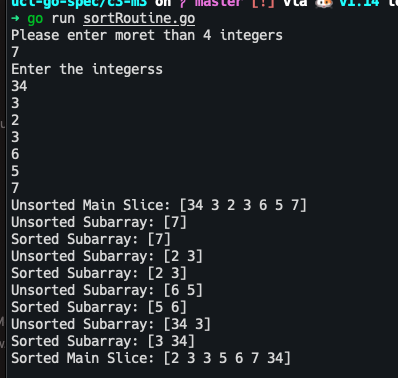 uci-go-spec/c3-m3 on master [!] via v1.14
→ go run sortRoutine.go
Please enter moret than 4 integers
7
Enter the integerss
34
3
2
3
6
5
7
Unsorted Main Slice: [34 3 2 3 6 5 7]
Unsorted Subarray: [7]
Sorted Subarray: [7]
Unsorted Subarray: [2 3]
Sorted Subarray: [2 3]
Unsorted Subarray: [6 5]
Sorted Subarray: [5 6]
Unsorted Subarray: [34 3]
Sorted Subarray: [3 34]
Sorted Main Slice: [2 3 3 5 6 7 34]